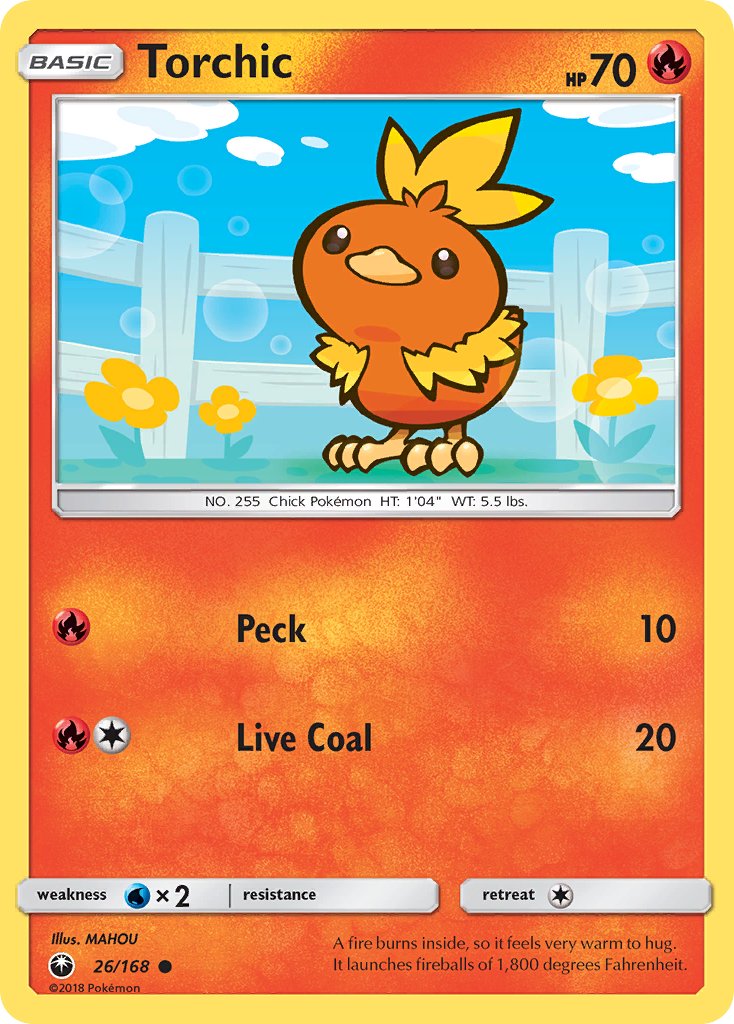 BASIC Torchic HP 70
NO. 255 Chick Pokémon HT: 1'04" WT: 5.5 lbs.
Peck 10
Live Coal 20
weakness × 2 resistance retreat
Illus. MAHOU
26/168
©2018 Pokémon
A fire burns inside, so it feels very warm to hug.
It launches fireballs of 1,800 degrees Fahrenheit.